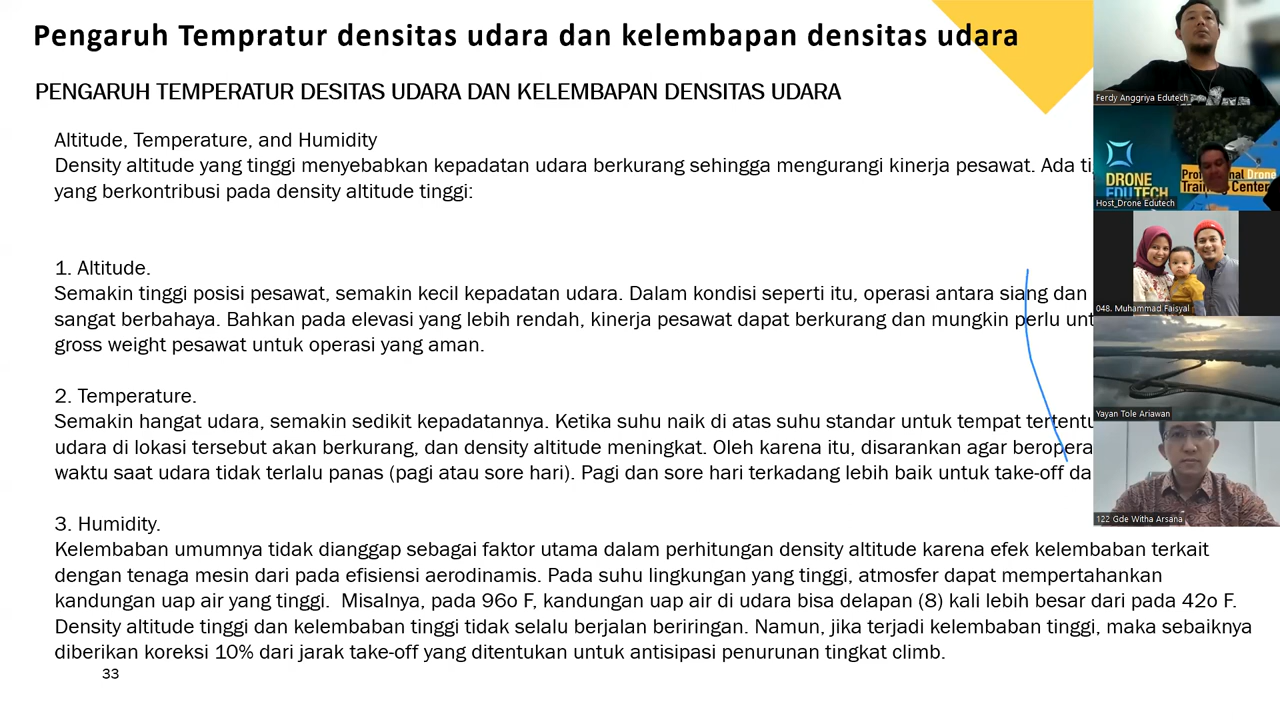 Pengaruh Tempratur densitas udara dan kelembapan densitas udara
PENGARUH TEMPERATUR DESITAS UDARA DAN KELEMBAPAN DENSITAS UDARA
Altitude, Temperature, and Humidity
Density altitude yang tinggi menyebabkan kepadatan udara berkurang sehingga mengurangi kinerja pesawat. Ada
yang berkontribusi pada density altitude tinggi:
1. Altitude.
Semakin tinggi posisi pesawat, semakin kecil kepadatan udara. Dalam kondisi seperti itu, operasi antara siang dan
sangat berbahaya. Bahkan pada elevasi yang lebih rendah, kinerja pesawat dapat berkurang dan mungkin perlu
gross weight pesawat untuk operasi yang aman.
2. Temperature.
Semakin hangat udara, semakin sedikit kepadatannya. Ketika suhu naik di atas suhu standar untuk tempat tertentu
udara di lokasi tersebut akan berkurang, dan density altitude meningkat. Oleh karena itu, disarankan agar
waktu saat udara tidak terlalu panas (pagi atau sore hari). Pagi dan sore hari terkadang lebih baik untuk take-off
3. Humidity.
Kelembaban umumnya tidak dianggap sebagai faktor utama dalam perhitungan density altitude karena efek kelembaban terkait
dengan tenaga mesin dari pada efisiensi aerodinamis. Pada suhu lingkungan yang tinggi, atmosfer dapat mempertahankan
kandungan uap air yang tinggi.  Misalnya, pada 96o F, kandungan uap air di udara bisa delapan (8) kali lebih besar dari pada 42o F.
Density altitude tinggi dan kelembaban tinggi tidak selalu berjalan beriringan. Namun, jika terjadi kelembaban tinggi, maka sebaiknya
diberikan koreksi 10% dari jarak take-off yang ditentukan untuk antisipasi penurunan tingkat climb.
33
Ferdy Anggriya Edutech
DRONE
EDUTECH
Drone
Center
Host_Drone Edutech
048. Muhammad Faisyal
Yayan Tole Ariawan
122 Gde Witha Arsana